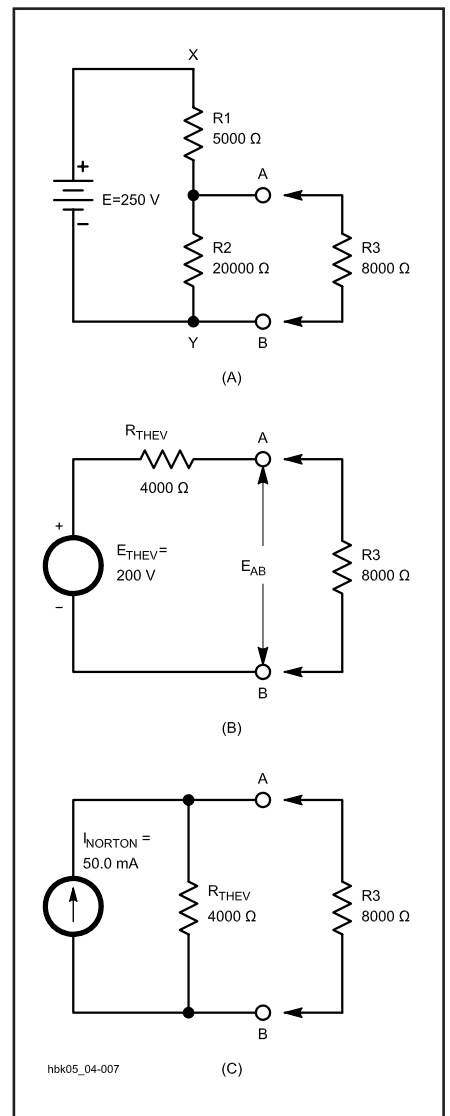 X
R1
5000 Ω
A
+
E=250 V
–
R2
20000 Ω
R3
8000 Ω
Y
B
(A)
R_THEV
A
4000 Ω
+
E_THEV =
200 V
–
E_AB
R3
8000 Ω
B
(B)
A
I_NORTON =
50.0 mA
R_THEV
4000 Ω
R3
8000 Ω
B
hbk05_04-007
(C)